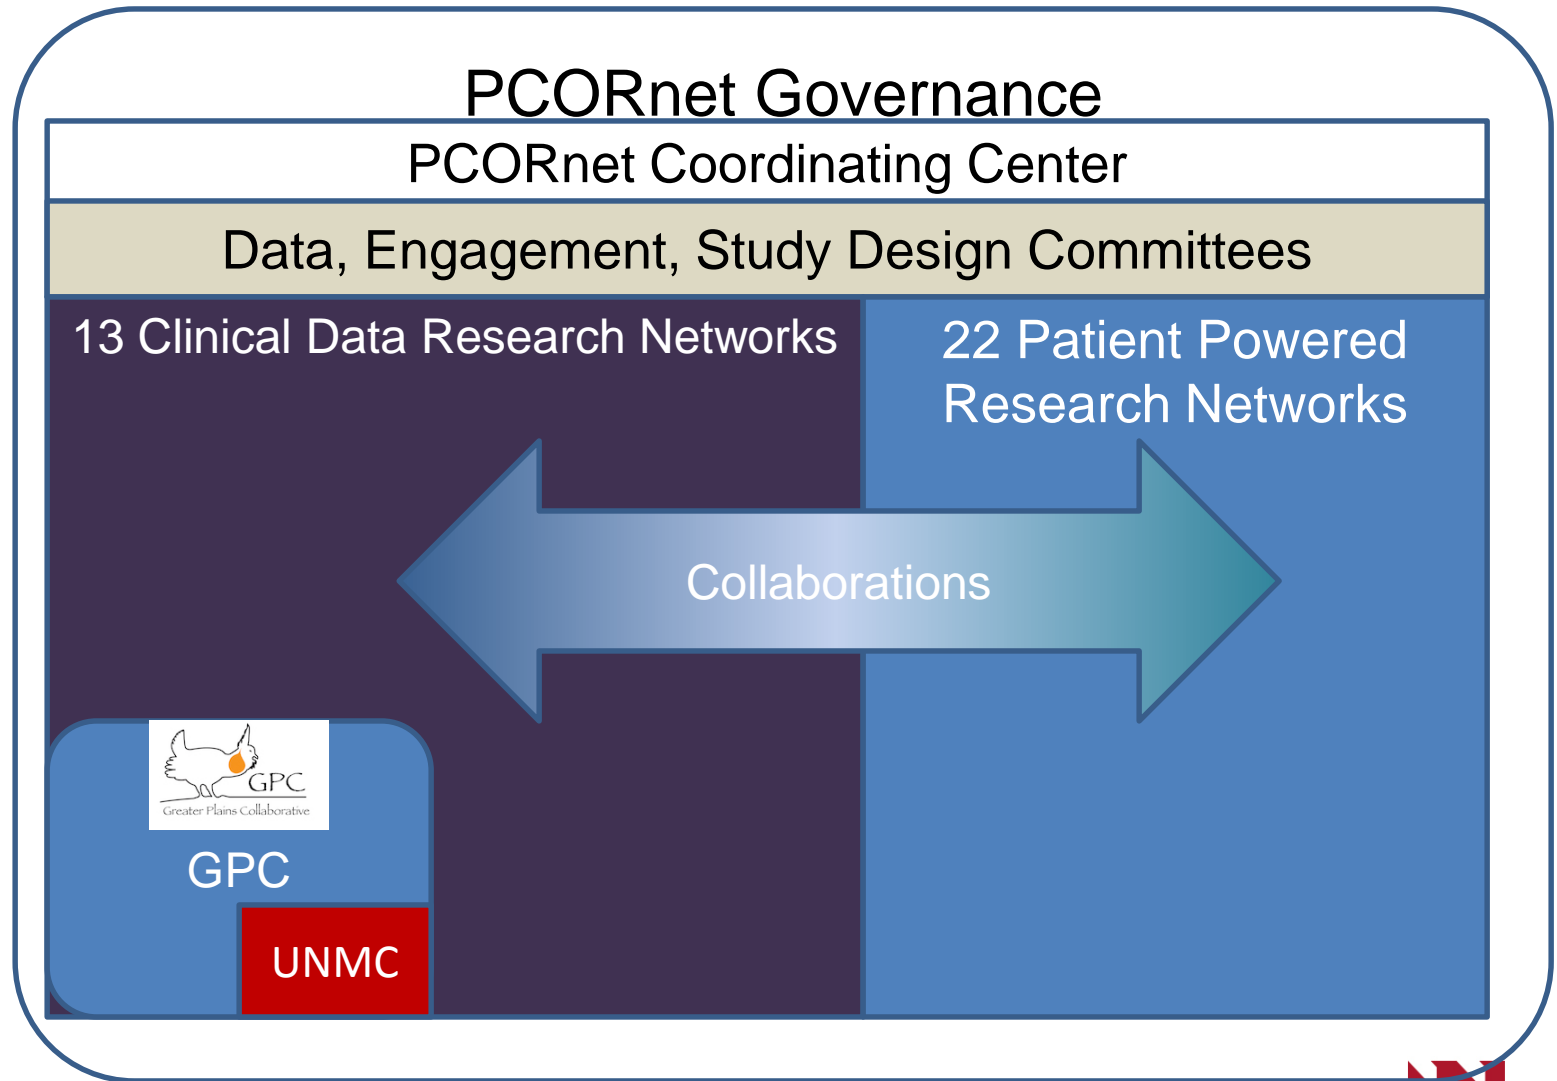 PCORnet Governance
PCORnet Coordinating Center
Data, Engagement, Study Design Committees
13 Clinical Data Research Networks
22 Patient Powered
Research Networks
Collaborations
GPC
Greater Plains Collaborative
GPC
UNMC